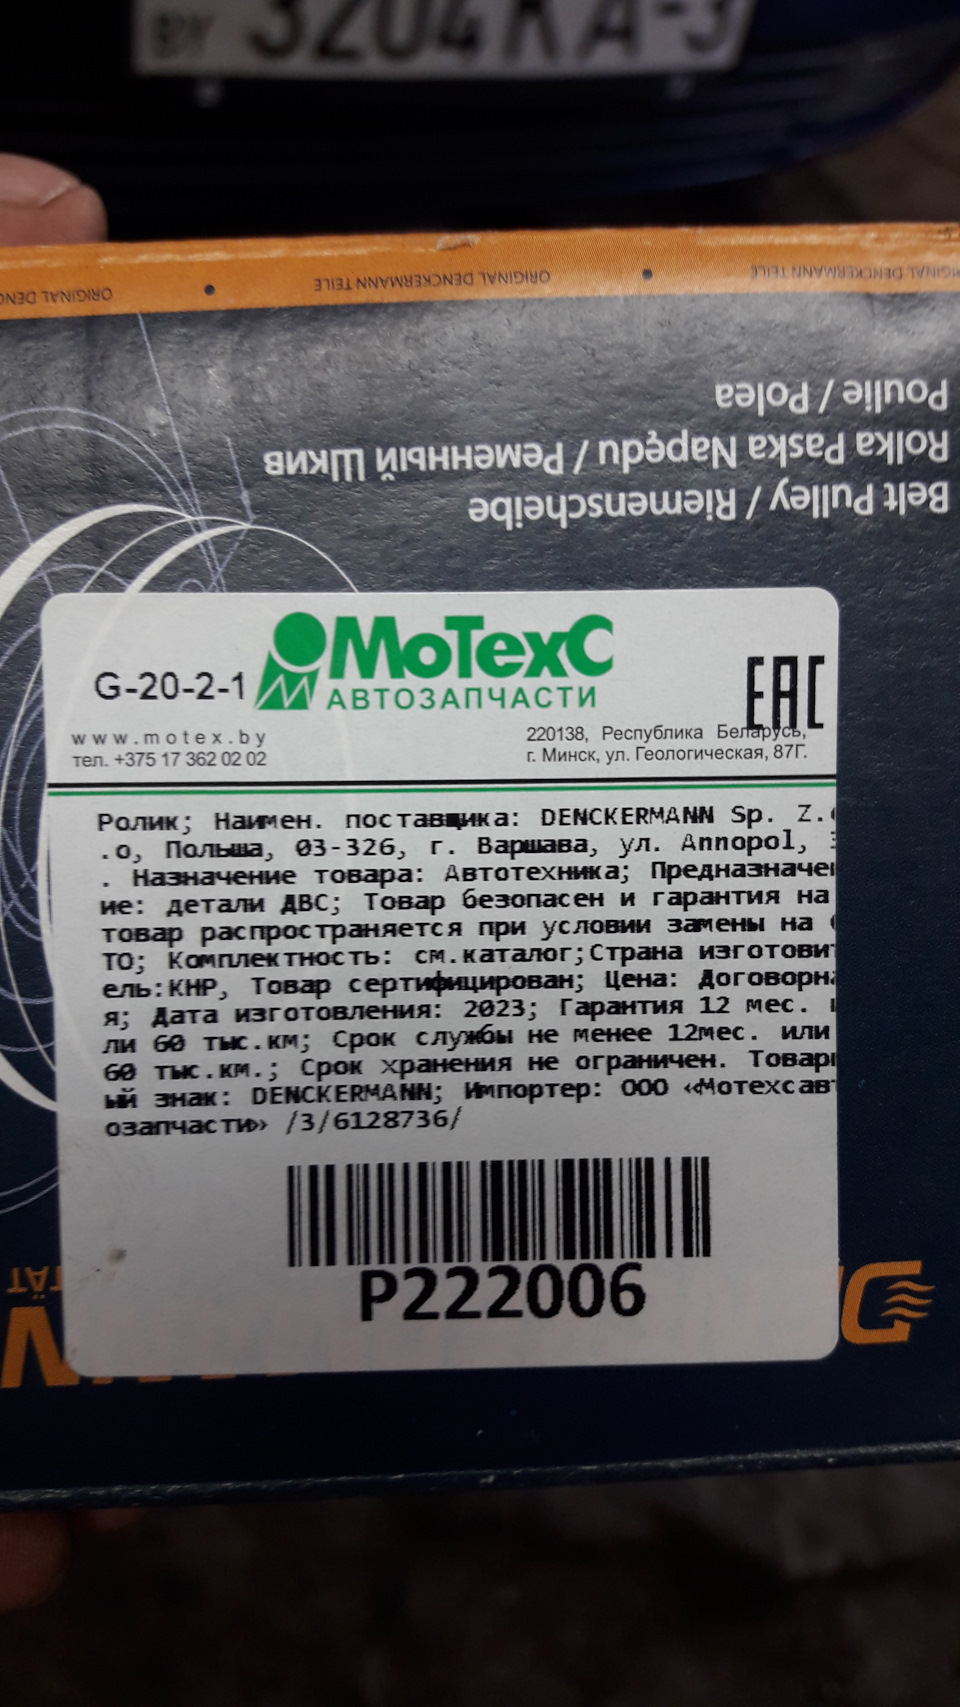 BY 3204 KA-3
ORIGINAL DENCKERMANN TEILE • ORIGINAL DENCKERMANN TEILE • ORIGINAL
Belt Pulley / Riemenscheibe
Rolka Paska Napędu / Ременный Шкив
Poulie / Polea
МоТехС
АВТОЗАПЧАСТИ
G-20-2-1
EAC
www.motex.by
тел. +375 17 362 02 02
220138, Республика Беларусь,
г. Минск, ул. Геологическая, 87Г.
Ролик; Наимен. поставщика: DENCKERMANN Sp. Z.
.o, Польша, 03-326, г. Варшава, ул. Annopol,
. Назначение товара: Автотехника; Предназначен
ие: детали ДВС; Товар безопасен и гарантия на
товар распространяется при условии замены на
ТО; Комплектность: см.каталог;Страна изготовит
ель:КНР, Товар сертифицирован; Цена: Договорна
я; Дата изготовления: 2023; Гарантия 12 мес. и
ли 60 тыс.км; Срок службы не менее 12мес. или
60 тыс.км.; Срок хранения не ограничен. Товарн
ый знак: DENCKERMANN; Импортер: ООО «Мотехсавт
озапчасти» /3/6128736/
P222006